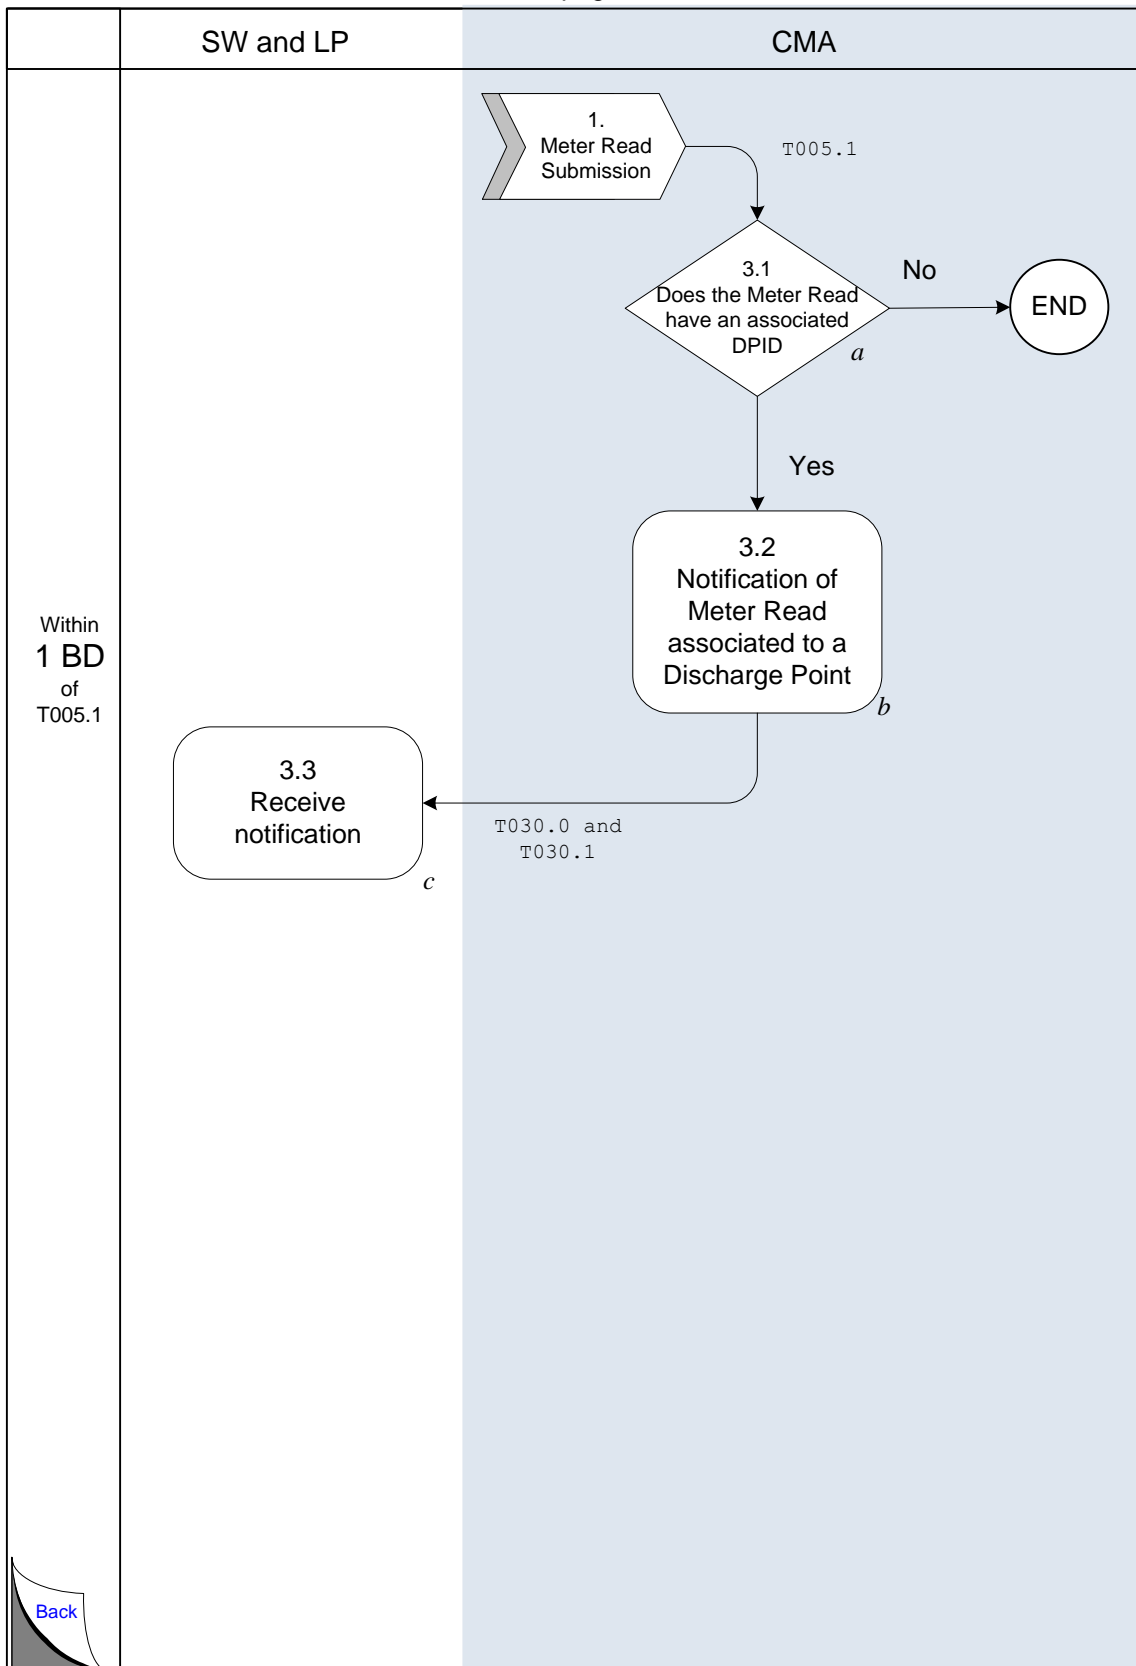 SW and LP
CMA
1.
Meter Read
Submission
T005.1
3.1
Does the Meter Read
have an associated
DPID
a
No
END
Yes
3.2
Notification of
Meter Read
associated to a
Discharge Point
b
Within
1 BD
of
T005.1
3.3
Receive
notification
c
T030.0 and
T030.1
Back